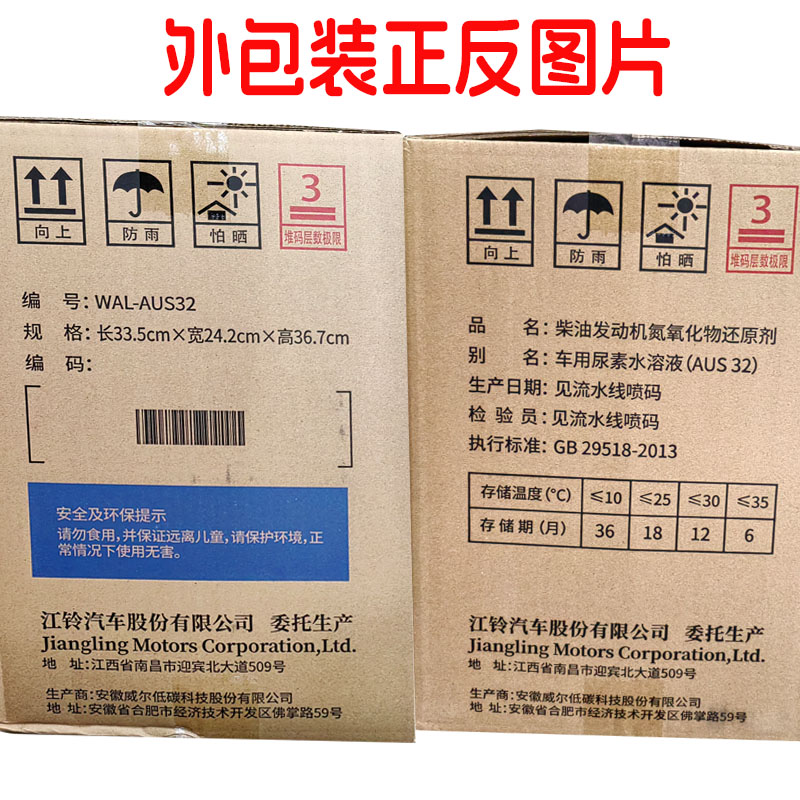 外包装正反图片
向上
防雨
怕晒
3
堆码层数极限
编 号：WAL-AUS32
规 格：长33.5cm×宽24.2cm×高36.7cm
编 码：
安全及环保提示
请勿食用，并保证远离儿童，请保护环境，正
常情况下使用无害。
江铃汽车股份有限公司 委托生产
Jiangling Motors Corporation,Ltd.
地 址：江西省南昌市迎宾北大道509号
生产商：安徽威尔低碳科技股份有限公司
地 址：安徽省合肥市经济技术开发区佛掌路59号
向上
防雨
怕晒
3
堆码层数极限
品 名：柴油发动机氮氧化物还原剂
别 名：车用尿素水溶液（AUS 32）
生产日期：见流水线喷码
检 验 员：见流水线喷码
执行标准：GB 29518-2013
存储温度（℃） ≤10 ≤25 ≤30 ≤35
存 储 期（月） 36 18 12 6
江铃汽车股份有限公司 委托生产
Jiangling Motors Corporation,Ltd.
地 址：江西省南昌市迎宾北大道509号
生产商：安徽威尔低碳科技股份有限公司
地 址：安徽省合肥市经济技术开发区佛掌路59号